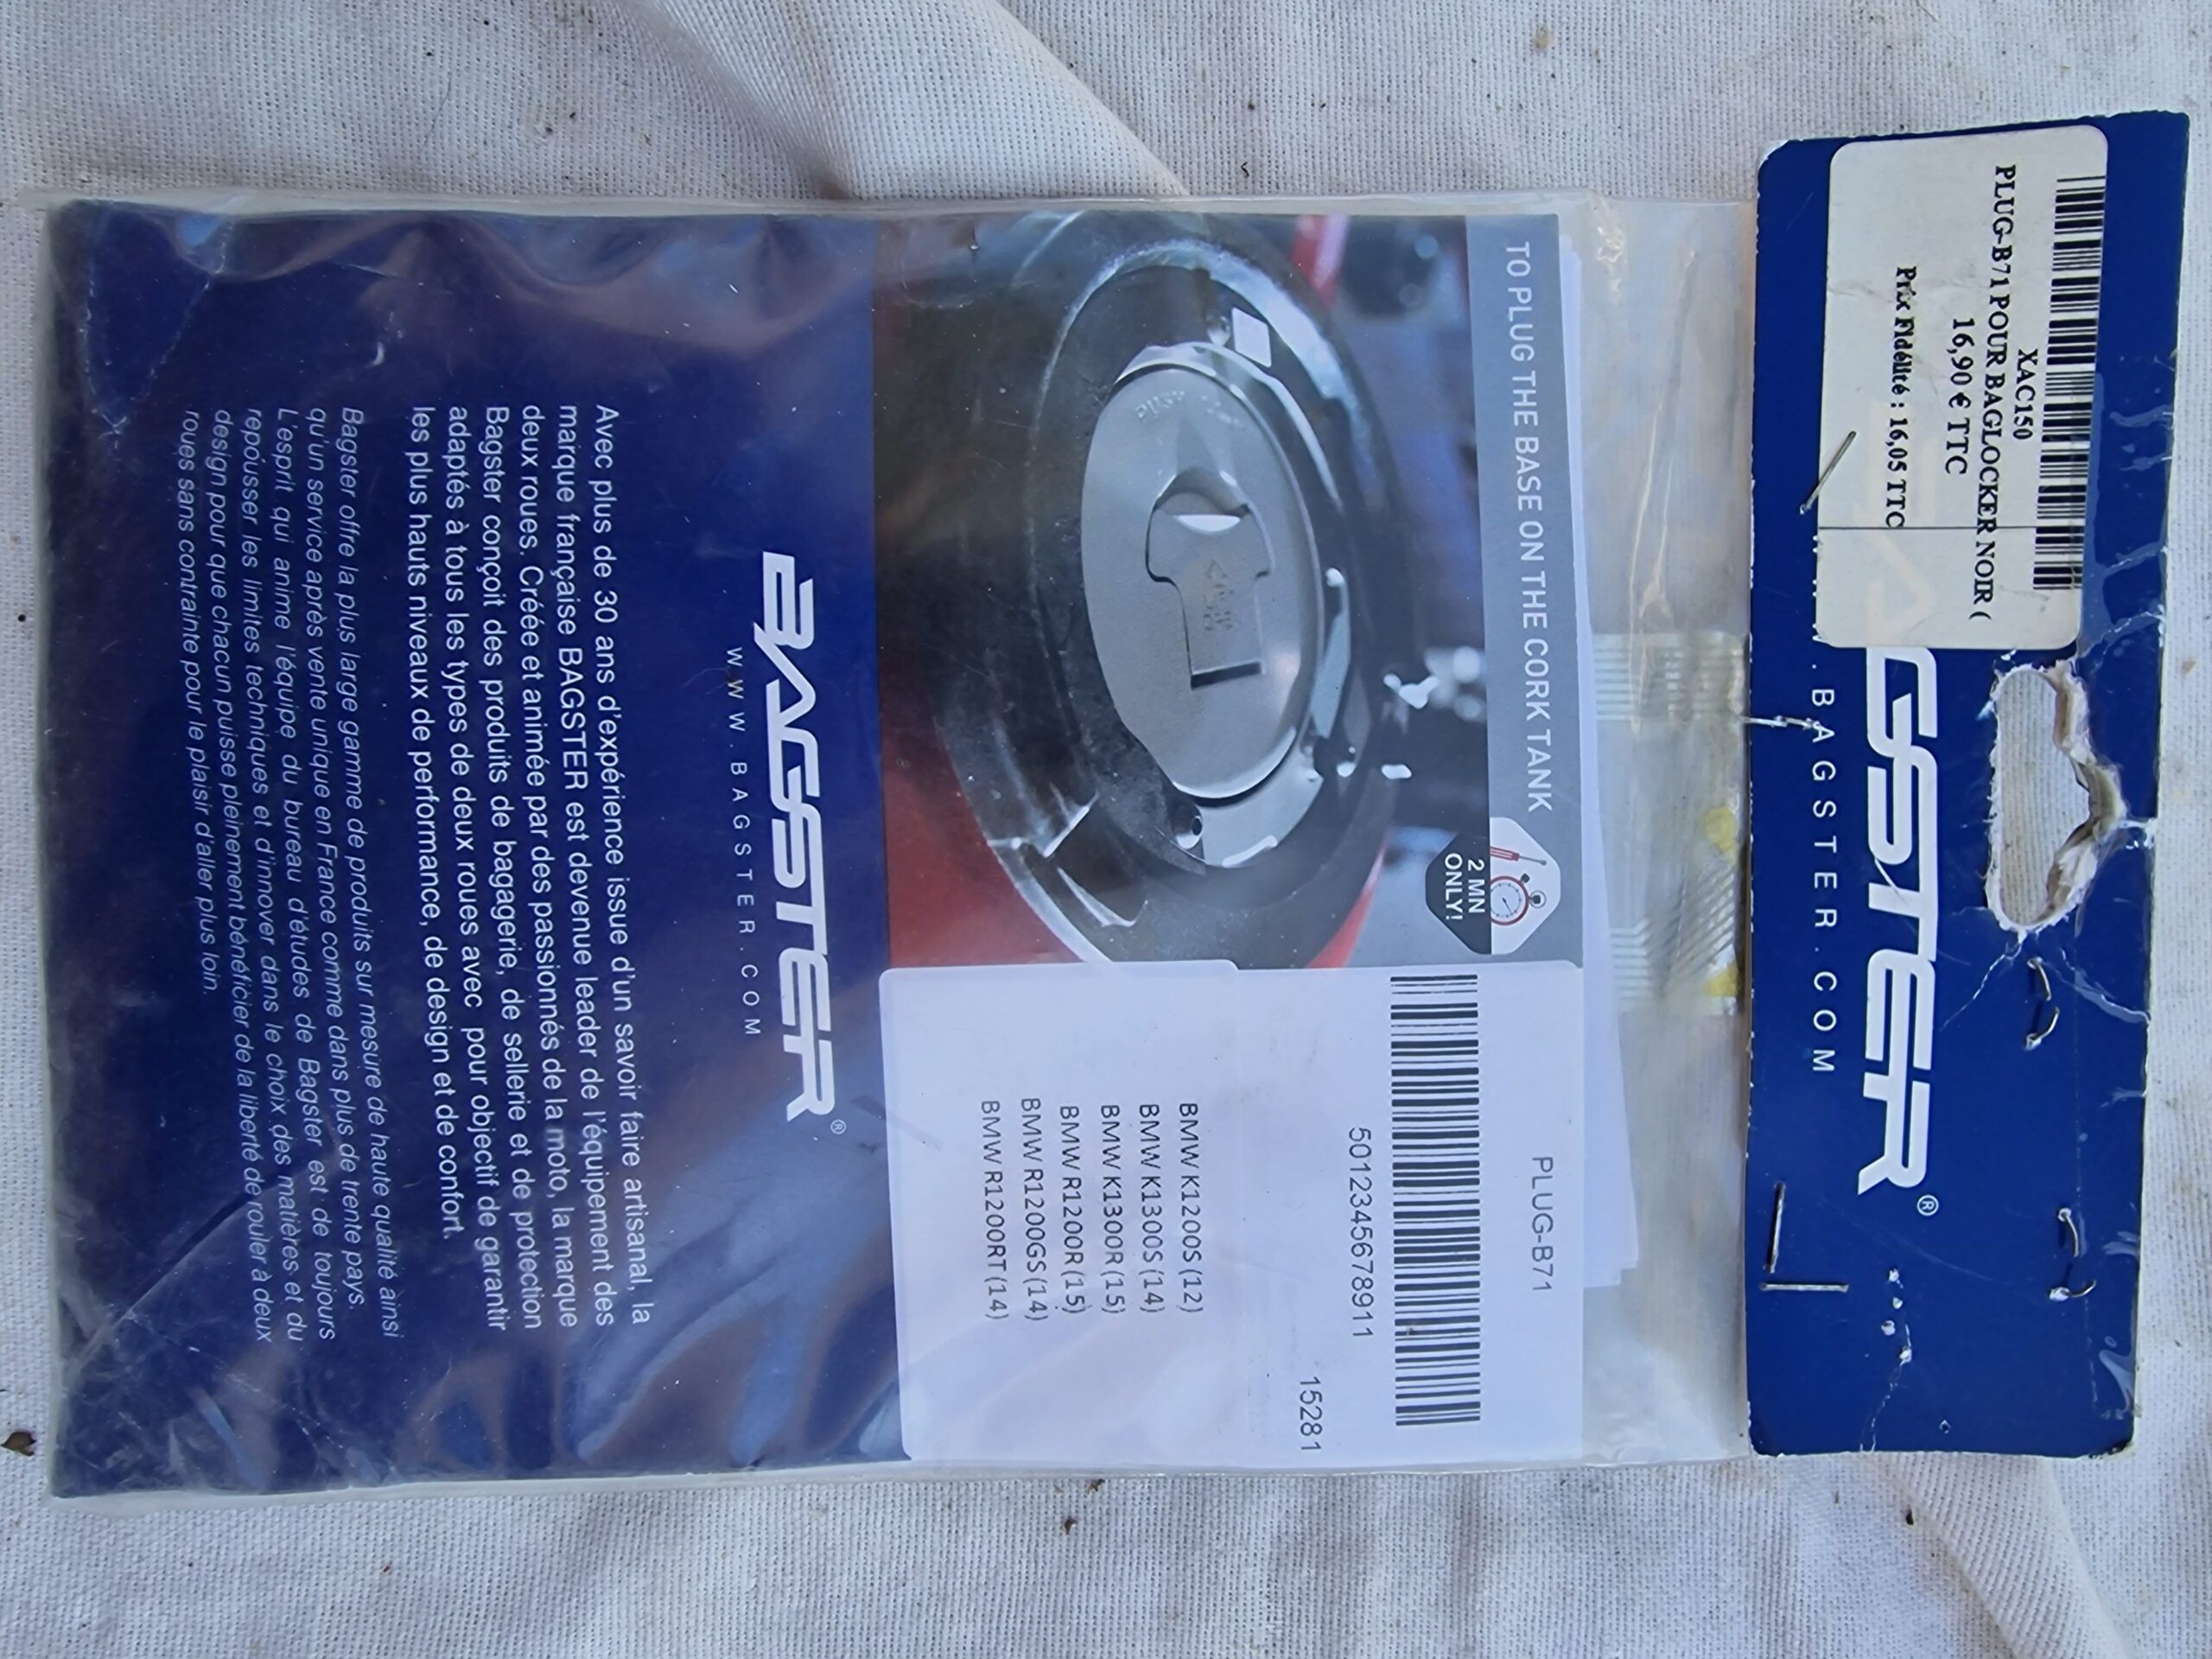 XAC150
PLUG-B71 POUR BAGLOCKER NOIR (
16,90 € TTC
Prix Fidélité : 16,05 TTC
GSTER®
.BAGSTER.COM
TO PLUG THE BASE ON THE CORK TANK
2 MN
ONLY!
PUSH
PLUG-B71
5012345678911
15281
BMW K1200S (12)
BMW K1300S (14)
BMW K1300R (15)
BMW R1200R (15)
BMW R1200GS (14)
BMW R1200RT (14)
BAGSTER®
WWW.BAGSTER.COM
Avec plus de 30 ans d'expérience issue d'un savoir faire artisanal, la
marque française BAGSTER est devenue leader de l'équipement des
deux roues. Créée et animée par des passionnés de la moto, la marque
Bagster conçoit des produits de bagagerie, de sellerie et de protection
adaptés à tous les types de deux roues avec pour objectif de garantir
les plus hauts niveaux de performance, de design et de confort.
Bagster offre la plus large gamme de produits sur mesure de haute qualité ainsi
qu'un service après vente unique en France comme dans plus de trente pays.
L'esprit qui anime l'équipe du bureau d'études de Bagster est de toujours
repousser les limites techniques et d'innover dans le choix des matières et du
design pour que chacun puisse pleinement bénéficier de la liberté de rouler à deux
roues sans contrainte pour le plaisir d'aller plus loin.